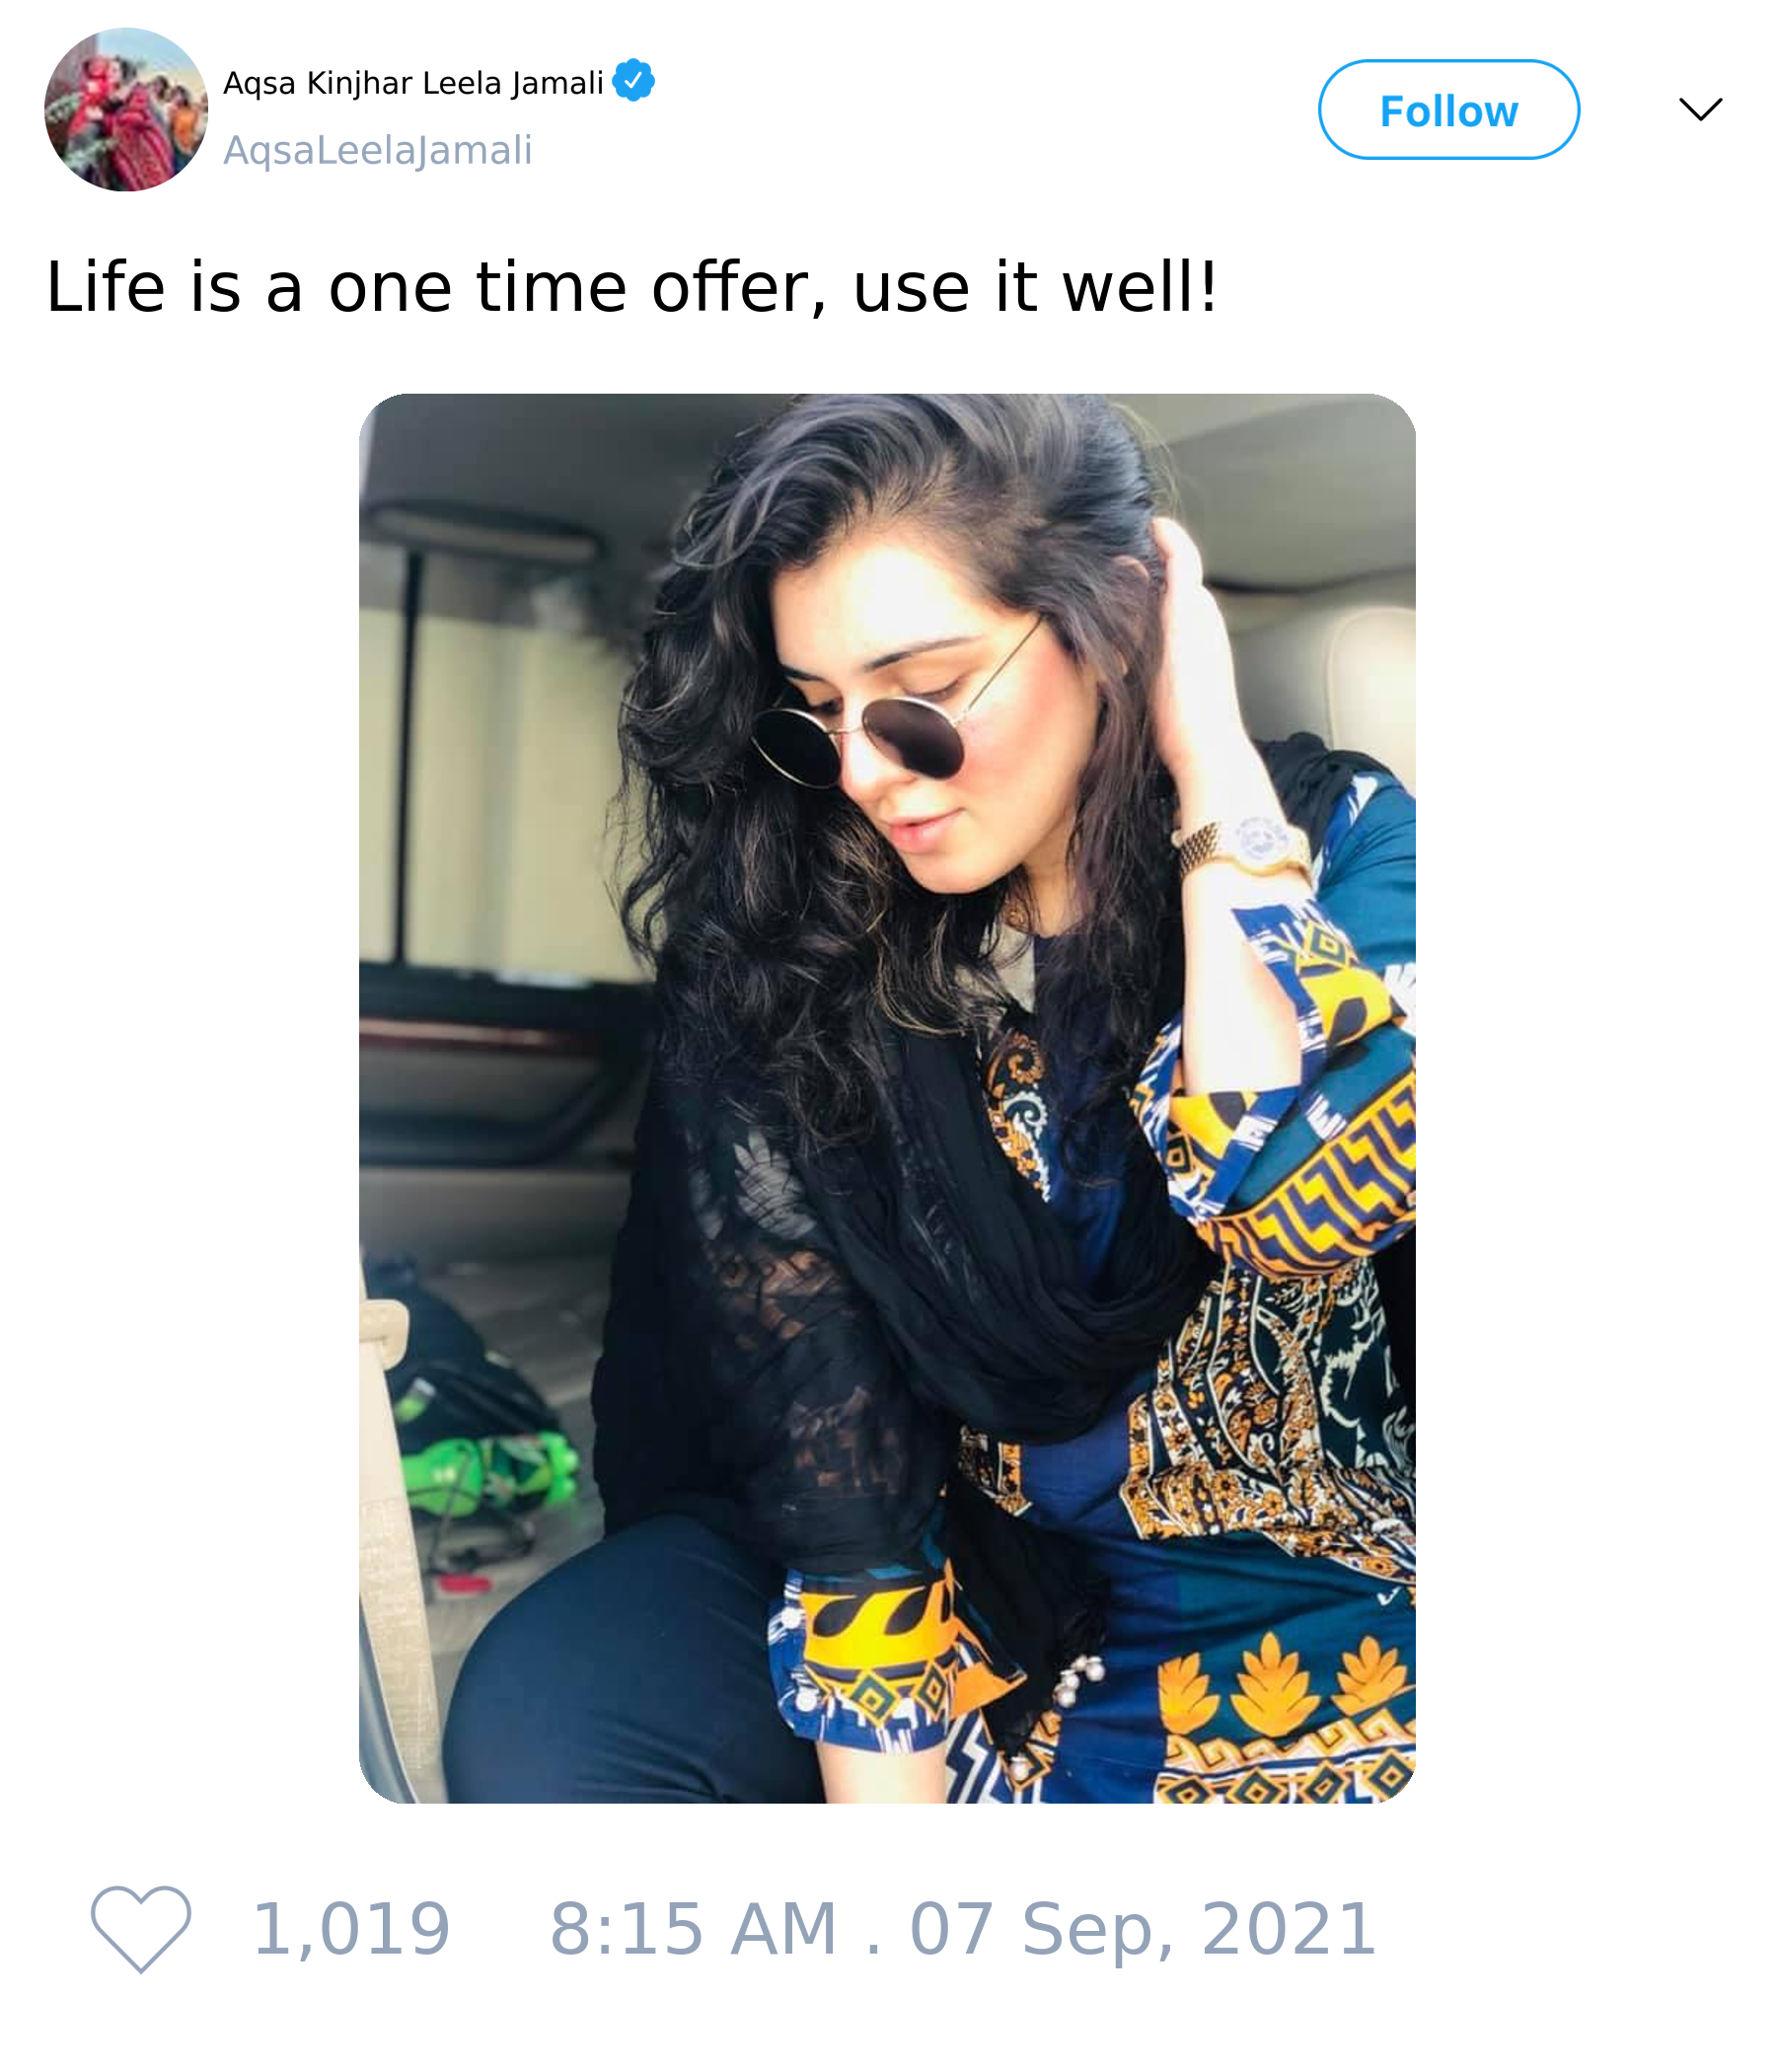 Aqsa Kinjhar Leela Jamali
AqsaLeelaJamali
Follow
Life is a one time offer, use it well!
1,019 8:15 AM . 07 Sep, 2021